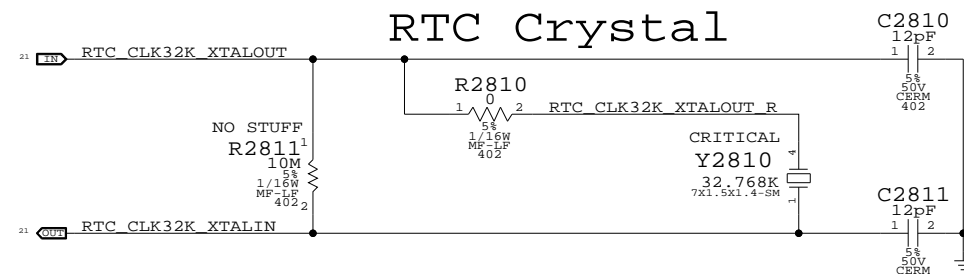 RTC Crystal
C2810
12pF
1 2
5%
50V
CERM
402
21 IN RTC_CLK32K_XTALOUT
R2810
0
1 2
5%
1/16W
MF-LF
402
RTC_CLK32K_XTALOUT_R
NO STUFF
R2811
1
10M
5%
1/16W
MF-LF
402
2
CRITICAL
4
Y2810
32.768K
7X1.5X1.4-SM
1
C2811
12pF
1 2
5%
50V
CERM
21 OUT RTC_CLK32K_XTALIN